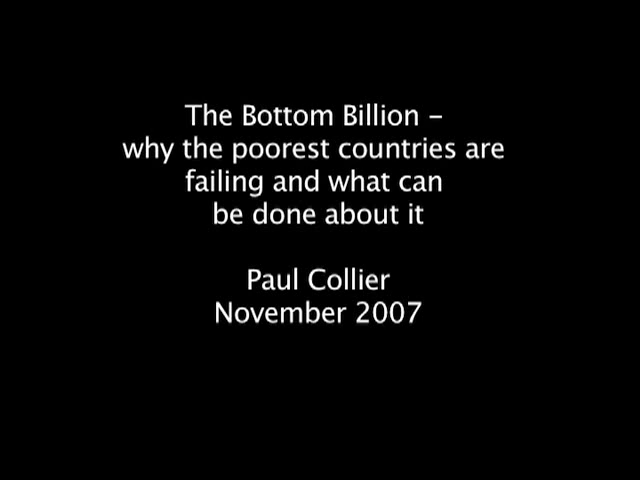 The Bottom Billion –
why the poorest countries are
failing and what can
be done about it
Paul Collier
November 2007